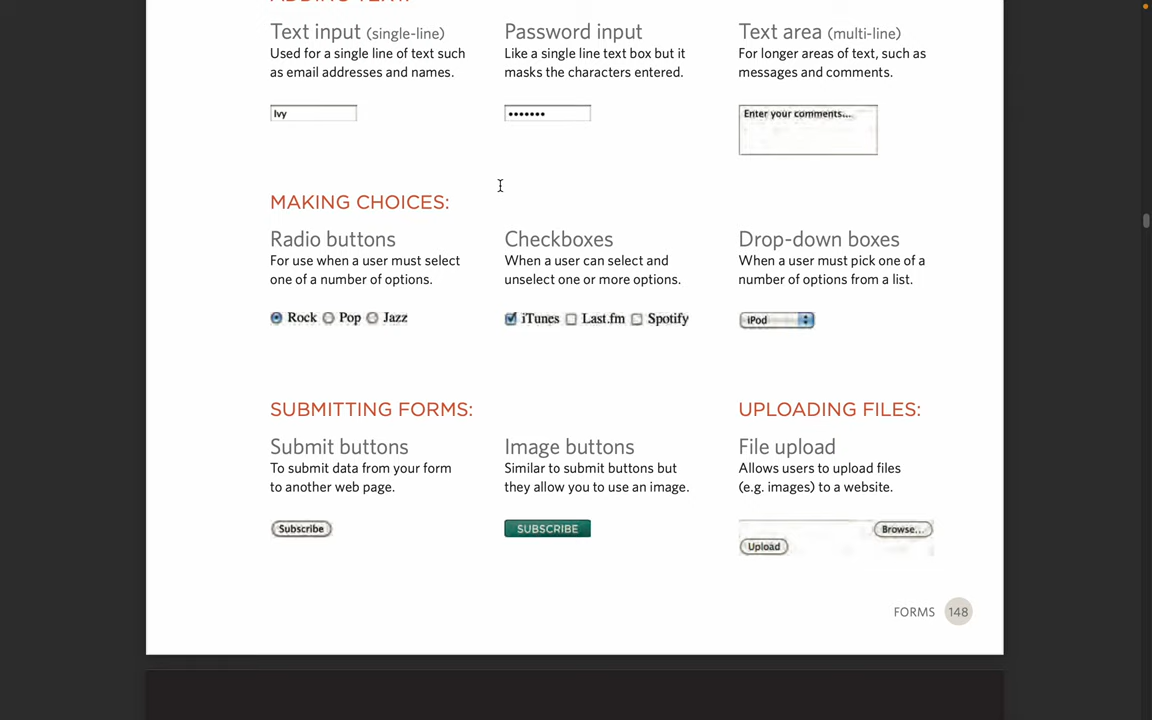 ADDING TEXT:
Text input (single-line)
Used for a single line of text such
as email addresses and names.
Ivy
Password input
Like a single line text box but it
masks the characters entered.
•••••••
Text area (multi-line)
For longer areas of text, such as
messages and comments.
Enter your comments...
MAKING CHOICES:
Radio buttons
For use when a user must select
one of a number of options.
Rock Pop Jazz
Checkboxes
When a user can select and
unselect one or more options.
iTunes Last.fm Spotify
Drop-down boxes
When a user must pick one of a
number of options from a list.
iPod
SUBMITTING FORMS:
Submit buttons
To submit data from your form
to another web page.
Subscribe
Image buttons
Similar to submit buttons but
they allow you to use an image.
SUBSCRIBE
UPLOADING FILES:
File upload
Allows users to upload files
(e.g. images) to a website.
Browse...
Upload
FORMS 148